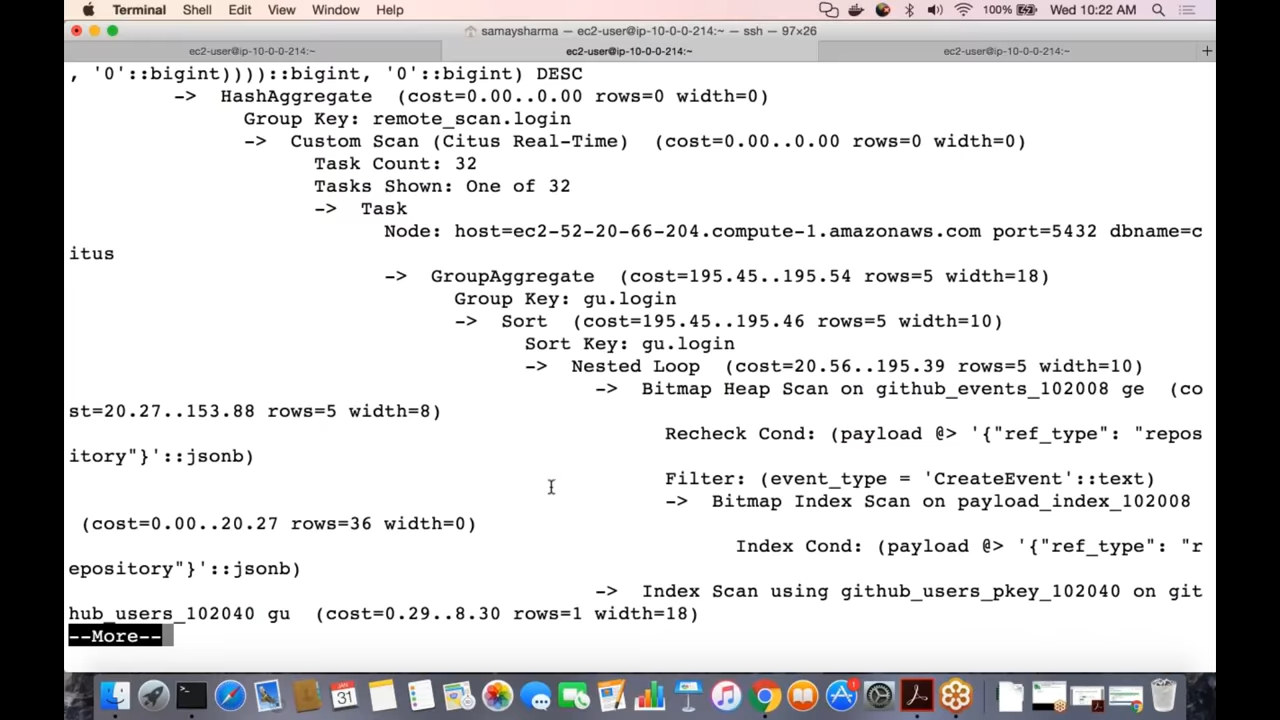 Terminal Shell Edit View Window Help 100% Wed 10:22 AM
samaysharma — ec2-user@ip-10-0-0-214:~ — ssh — 97×26
ec2-user@ip-10-0-0-214:~ ec2-user@ip-10-0-0-214:~ ec2-user@ip-10-0-0-214:~ +
, '0'::bigint))))::bigint, '0'::bigint) DESC
-> HashAggregate (cost=0.00..0.00 rows=0 width=0)
Group Key: remote_scan.login
-> Custom Scan (Citus Real-Time) (cost=0.00..0.00 rows=0 width=0)
Task Count: 32
Tasks Shown: One of 32
-> Task
Node: host=ec2-52-20-66-204.compute-1.amazonaws.com port=5432 dbname=c
itus
-> GroupAggregate (cost=195.45..195.54 rows=5 width=18)
Group Key: gu.login
-> Sort (cost=195.45..195.46 rows=5 width=10)
Sort Key: gu.login
-> Nested Loop (cost=20.56..195.39 rows=5 width=10)
-> Bitmap Heap Scan on github_events_102008 ge (co
st=20.27..153.88 rows=5 width=8)
Recheck Cond: (payload @> '{"ref_type": "repos
itory"}'::jsonb)
Filter: (event_type = 'CreateEvent'::text)
-> Bitmap Index Scan on payload_index_102008
(cost=0.00..20.27 rows=36 width=0)
Index Cond: (payload @> '{"ref_type": "r
epository"}'::jsonb)
-> Index Scan using github_users_pkey_102040 on git
hub_users_102040 gu (cost=0.29..8.30 rows=1 width=18)
--More--
31